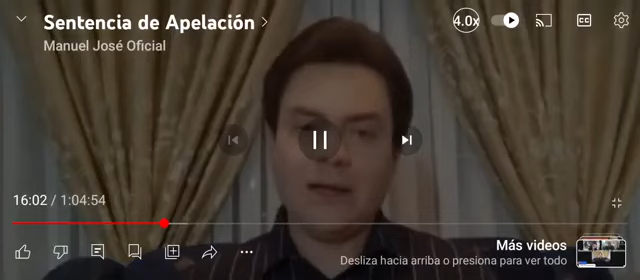 Sentencia de Apelación
4.0x
Manuel José Oficial
16:02 / 1:04:54
Más videos
Desliza hacia arriba o presiona para ver todo